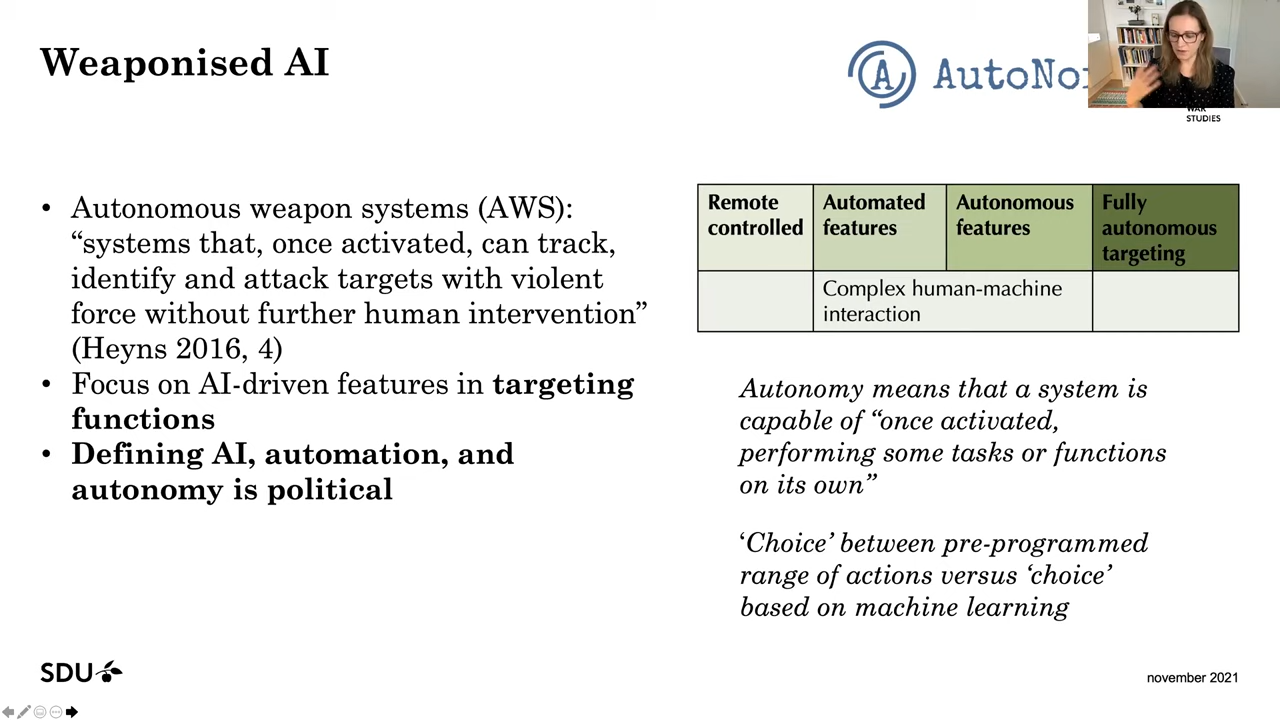 Weaponised AI
A
AutoNo
WAR
STUDIES
• Autonomous weapon systems (AWS):
“systems that, once activated, can track,
identify and attack targets with violent
force without further human intervention”
(Heyns 2016, 4)
• Focus on AI-driven features in targeting
functions
• Defining AI, automation, and
autonomy is political
Remote
controlled
Automated
features
Autonomous
features
Fully
autonomous
targeting
Complex human-machine
interaction
Autonomy means that a system is
capable of “once activated,
performing some tasks or functions
on its own”
‘Choice’ between pre-programmed
range of actions versus ‘choice’
based on machine learning
SDU
november 2021